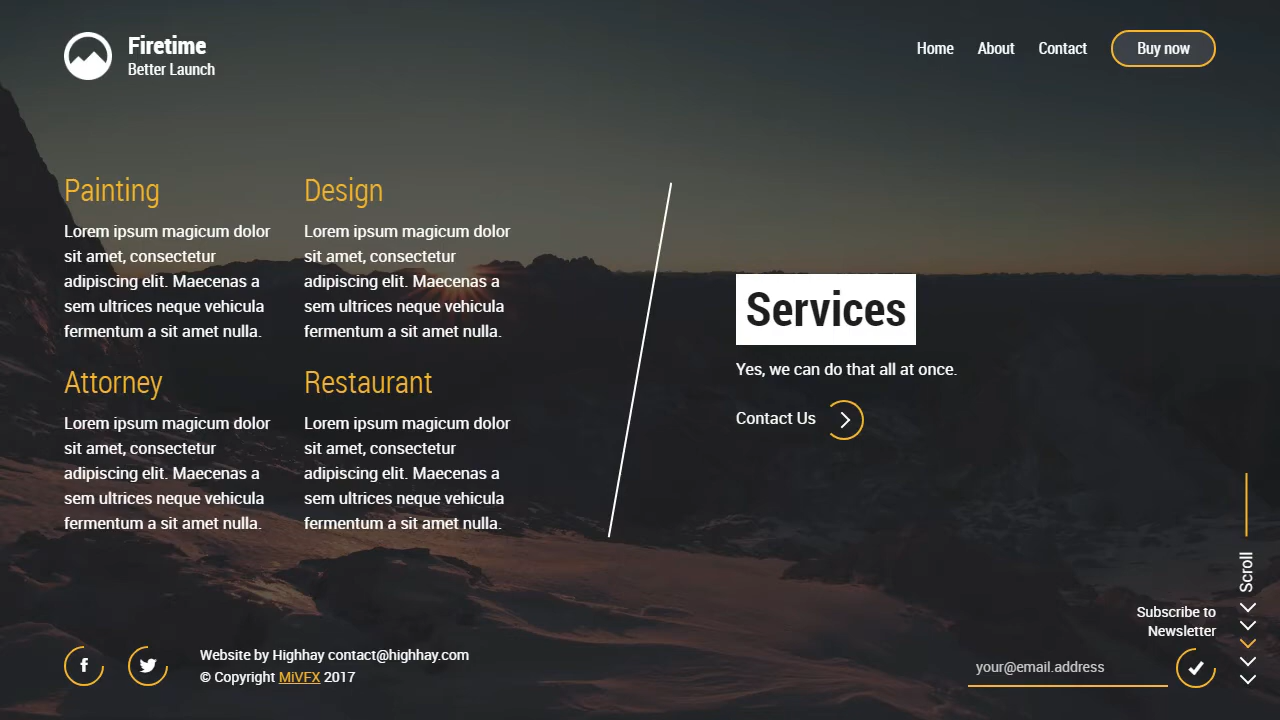 Firetime
Better Launch
Home About Contact Buy now
Painting
Lorem ipsum magicum dolor
sit amet, consectetur
adipiscing elit. Maecenas a
sem ultrices neque vehicula
fermentum a sit amet nulla.
Design
Lorem ipsum magicum dolor
sit amet, consectetur
adipiscing elit. Maecenas a
sem ultrices neque vehicula
fermentum a sit amet nulla.
Attorney
Lorem ipsum magicum dolor
sit amet, consectetur
adipiscing elit. Maecenas a
sem ultrices neque vehicula
fermentum a sit amet nulla.
Restaurant
Lorem ipsum magicum dolor
sit amet, consectetur
adipiscing elit. Maecenas a
sem ultrices neque vehicula
fermentum a sit amet nulla.
Services
Yes, we can do that all at once.
Contact Us
Scroll
Subscribe to
Newsletter
your@email.address
Website by Highhay contact@highhay.com
© Copyright MiVFX 2017